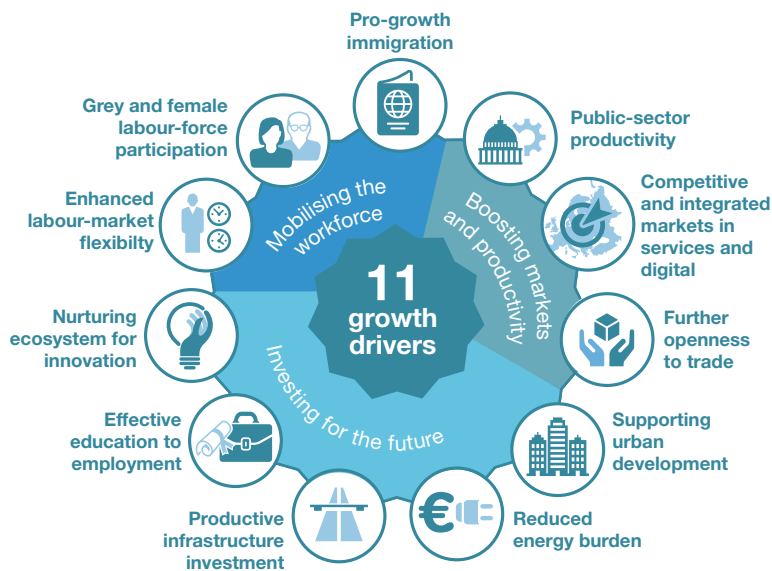 Pro-growth
immigration
Public-sector
productivity
Competitive
and integrated
markets in
services and
digital
Further
openness
to trade
Supporting
urban
development
Reduced
energy burden
Productive
infrastructure
investment
Effective
education to
employment
Nurturing
ecosystem for
innovation
Enhanced
labour-market
flexibilty
Grey and female
labour-force
participation
Mobilising the
workforce
Boosting markets
and productivity
Investing for the future
11
growth
drivers
€